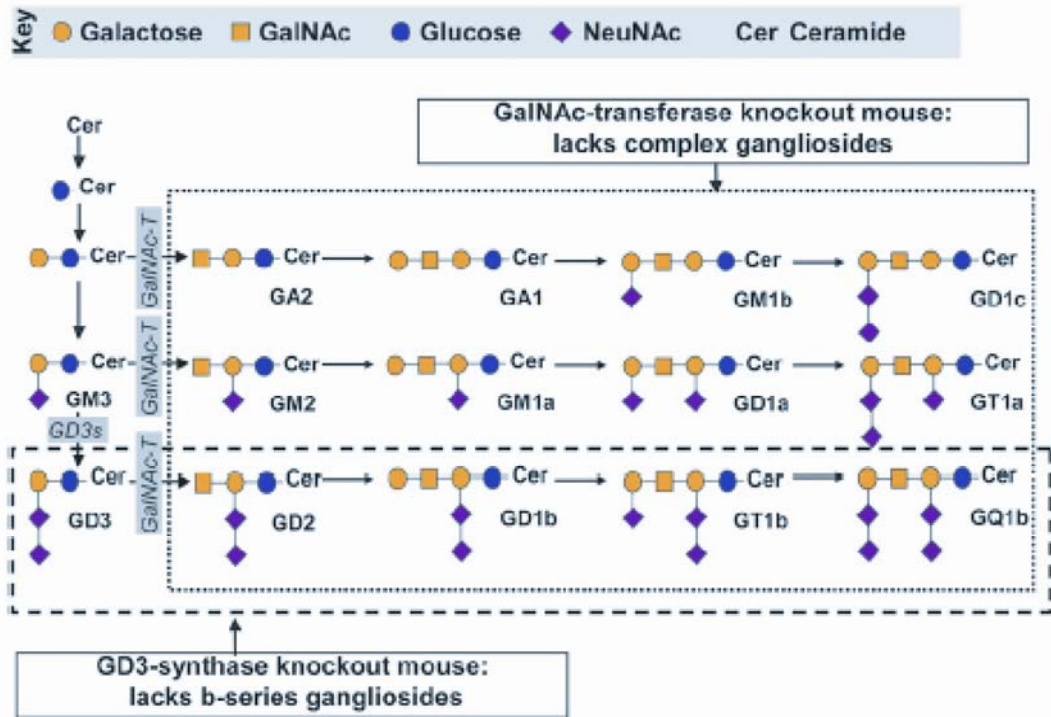 Key
Galactose GalNAc Glucose NeuNAc Cer Ceramide
GalNAc-transferase knockout mouse:
lacks complex gangliosides
Cer
Cer
GalNAc-T
Cer Cer Cer Cer Cer
GA2 GA1 GM1b GD1c
GalNAc-T
Cer Cer Cer Cer Cer
GM3 GM2 GM1a GD1a GT1a
GD3s
GalNAc-T
Cer Cer Cer Cer Cer
GD3 GD2 GD1b GT1b GQ1b
GD3-synthase knockout mouse:
lacks b-series gangliosides